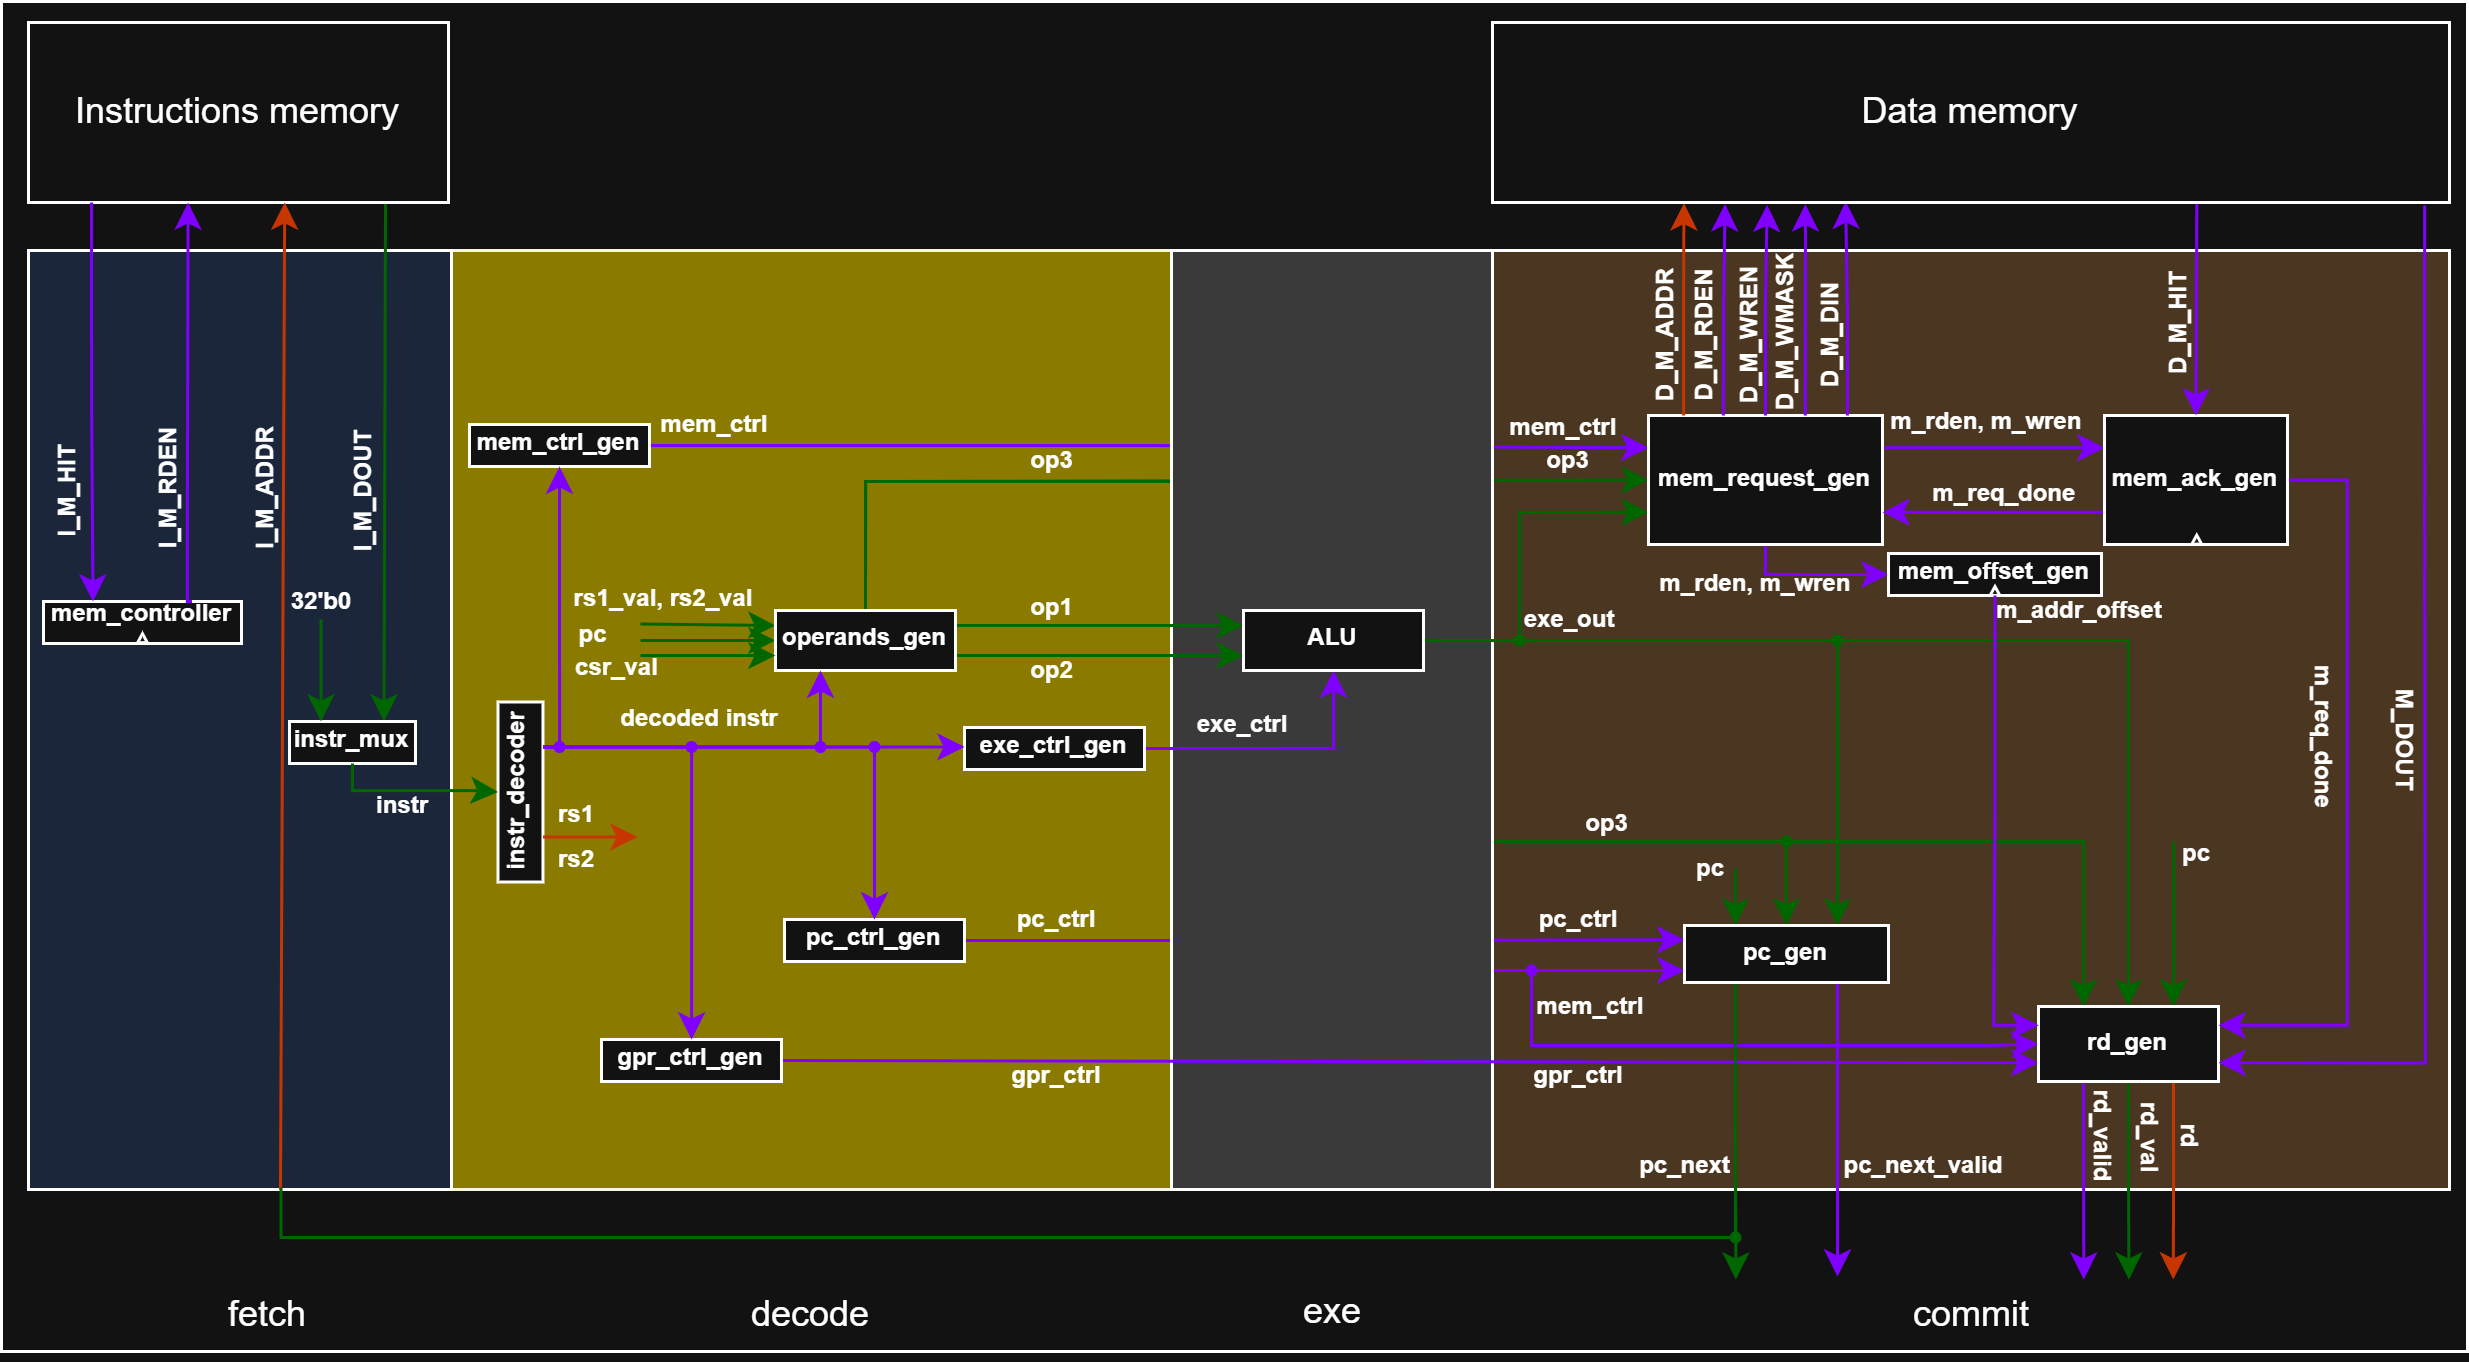 Instructions memory
Data memory
I_M_HIT
I_M_RDEN
I_M_ADDR
I_M_DOUT
mem_controller
32'b0
instr_mux
instr
mem_ctrl_gen
mem_ctrl
op3
rs1_val, rs2_val
pc
csr_val
operands_gen
op1
op2
decoded instr
instr_decoder
rs1
rs2
exe_ctrl_gen
exe_ctrl
pc_ctrl_gen
pc_ctrl
gpr_ctrl_gen
gpr_ctrl
ALU
D_M_ADDR
D_M_RDEN
D_M_WREN
D_M_WMASK
D_M_DIN
D_M_HIT
mem_ctrl
op3
mem_request_gen
m_rden, m_wren
m_req_done
mem_ack_gen
mem_offset_gen
m_rden, m_wren
m_addr_offset
exe_out
m_req_done
M_DOUT
op3
pc
pc
pc_ctrl
pc_gen
mem_ctrl
rd_gen
gpr_ctrl
pc_next
pc_next_valid
rd_valid
rd_val
rd
fetch
decode
exe
commit